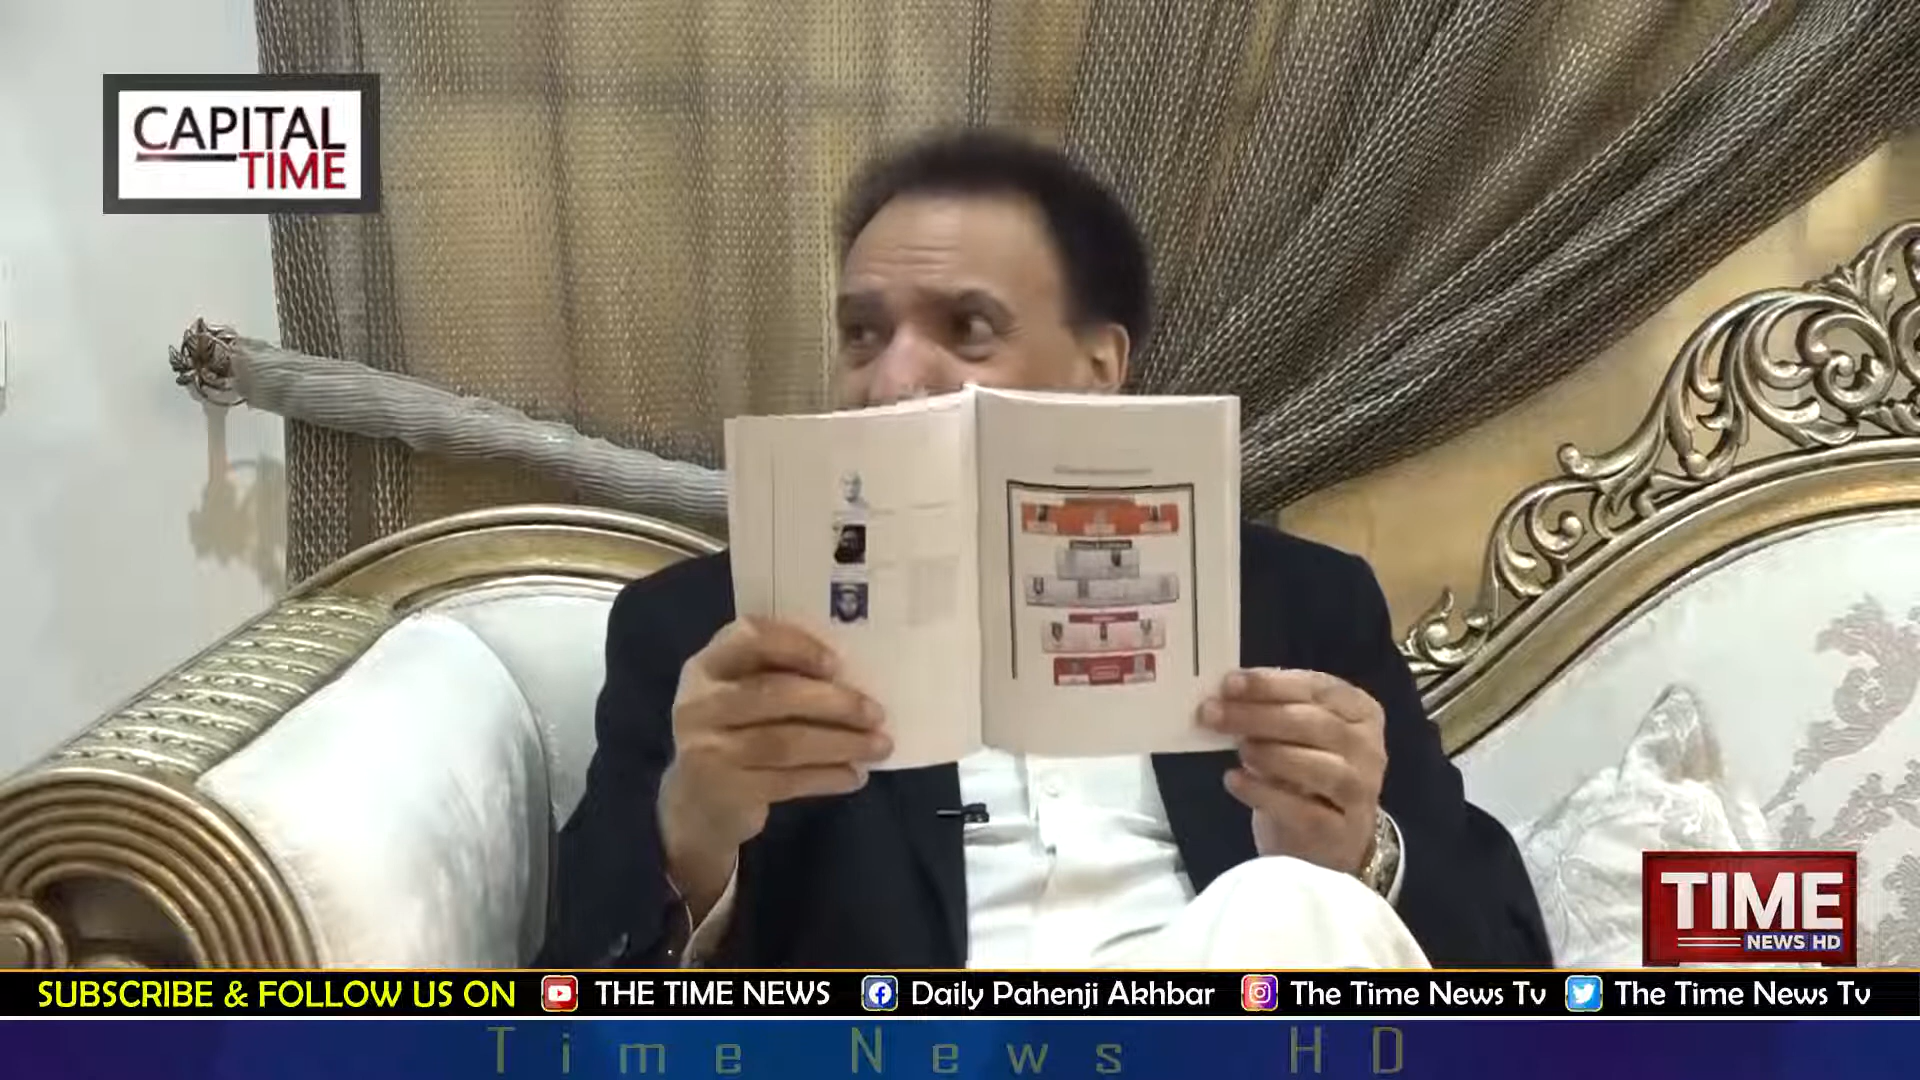 CAPITAL
TIME
TIME
NEWS HD
SUBSCRIBE & FOLLOW US ON THE TIME NEWS Daily Pahenji Akhbar The Time News Tv The Time News Tv
Time News HD